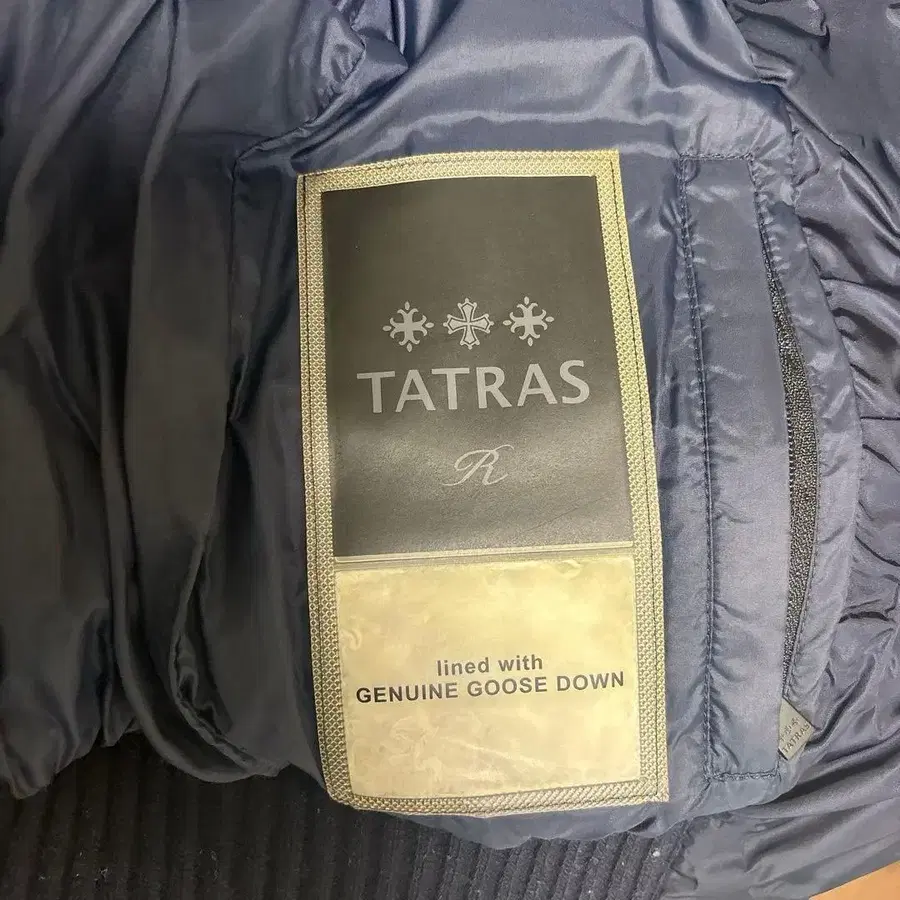 TATRAS
R
lined with
GENUINE GOOSE DOWN
TATRAS